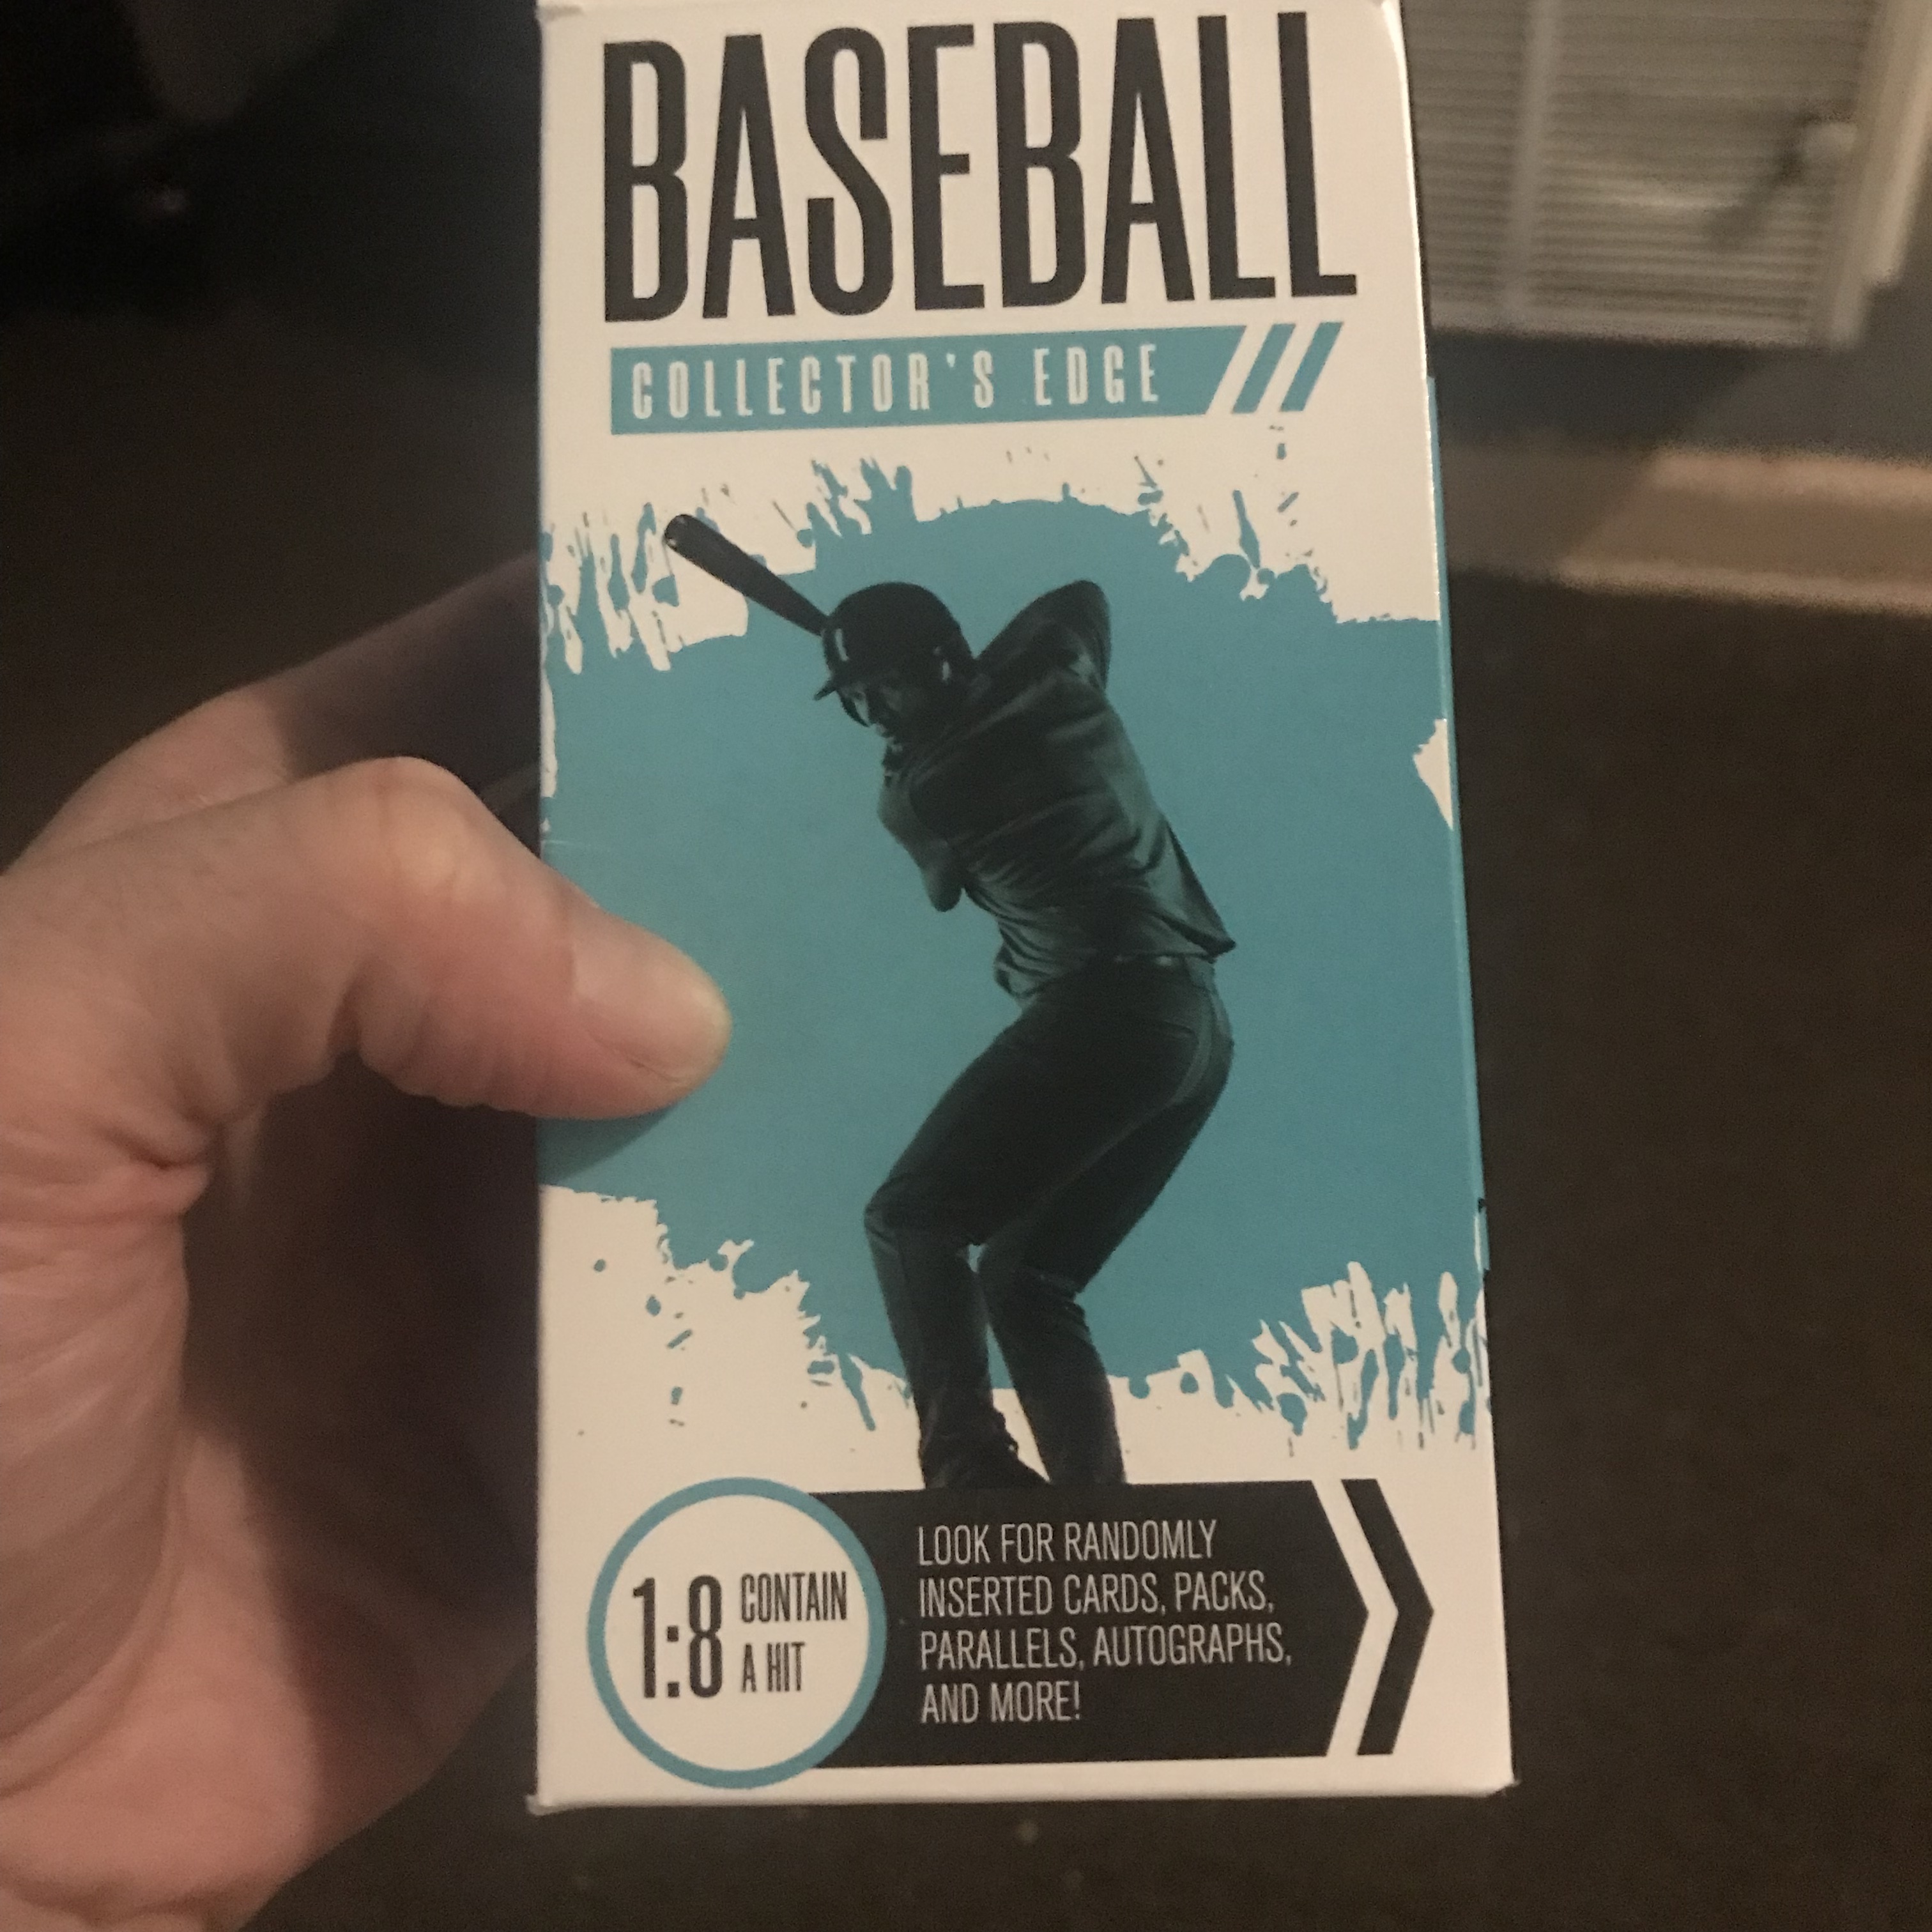 BASEBALL
COLLECTOR'S EDGE
1:8 CONTAIN
A HIT
LOOK FOR RANDOMLY
INSERTED CARDS, PACKS,
PARALLELS, AUTOGRAPHS,
AND MORE!